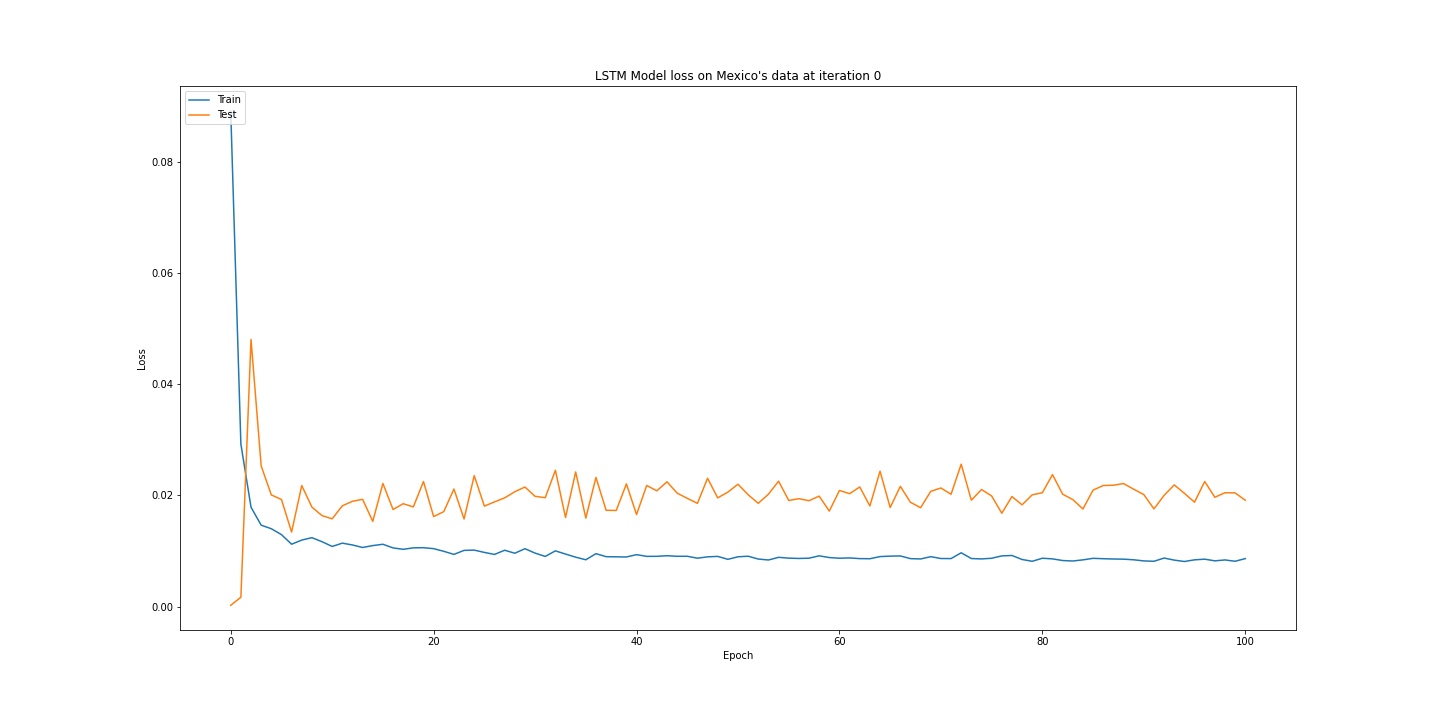 LSTM Model loss on Mexico's data at iteration 0
Train
Test
0.08
0.06
0.04
0.02
0.00
Loss
0 20 40 60 80 100
Epoch